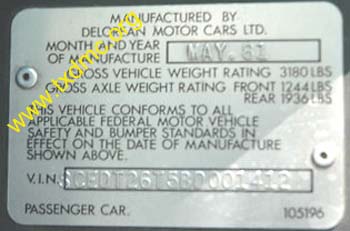 MANUFACTURED BY
DELOREAN MOTOR CARS LTD.
MONTH AND YEAR
OF MANUFACTURE MAY. 81
GROSS VEHICLE WEIGHT RATING 3180 LBS
GROSS AXLE WEIGHT RATING FRONT 1244 LBS
REAR 1936 LBS
THIS VEHICLE CONFORMS TO ALL
APPLICABLE FEDERAL MOTOR VEHICLE
SAFETY AND BUMPER STANDARDS IN
EFFECT ON THE DATE OF MANUFACTURE
SHOWN ABOVE.
V.I.N.
PASSENGER CAR. 105196